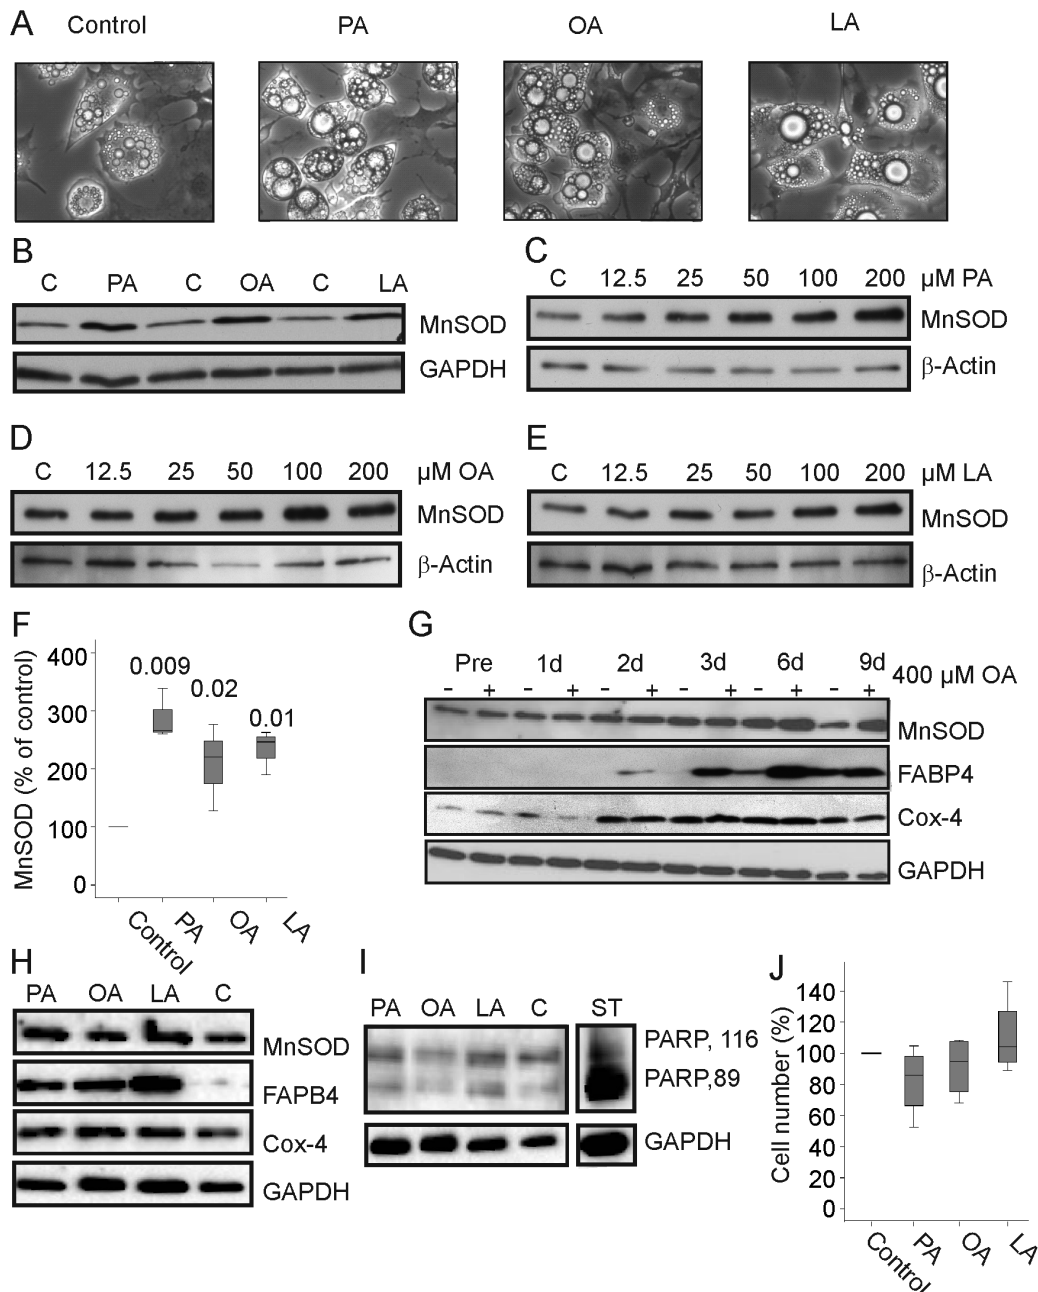 A
Control PA OA LA
B
C PA C OA C LA
MnSOD
GAPDH
C
C 12.5 25 50 100 200 µM PA
MnSOD
β-Actin
D
C 12.5 25 50 100 200 µM OA
MnSOD
β-Actin
E
C 12.5 25 50 100 200 µM LA
MnSOD
β-Actin
F
MnSOD (% of control)
400
300
200
100
0
0.009
0.02
0.01
Control PA OA LA
G
Pre 1d 2d 3d 6d 9d 400 µM OA
- + - + - + - + - + - +
MnSOD
FABP4
Cox-4
GAPDH
H
PA OA LA C
MnSOD
FAPB4
Cox-4
GAPDH
I
PA OA LA C ST
PARP, 116
PARP,89
GAPDH
J
Cell number (%)
140
120
100
80
60
40
20
0
Control PA OA LA